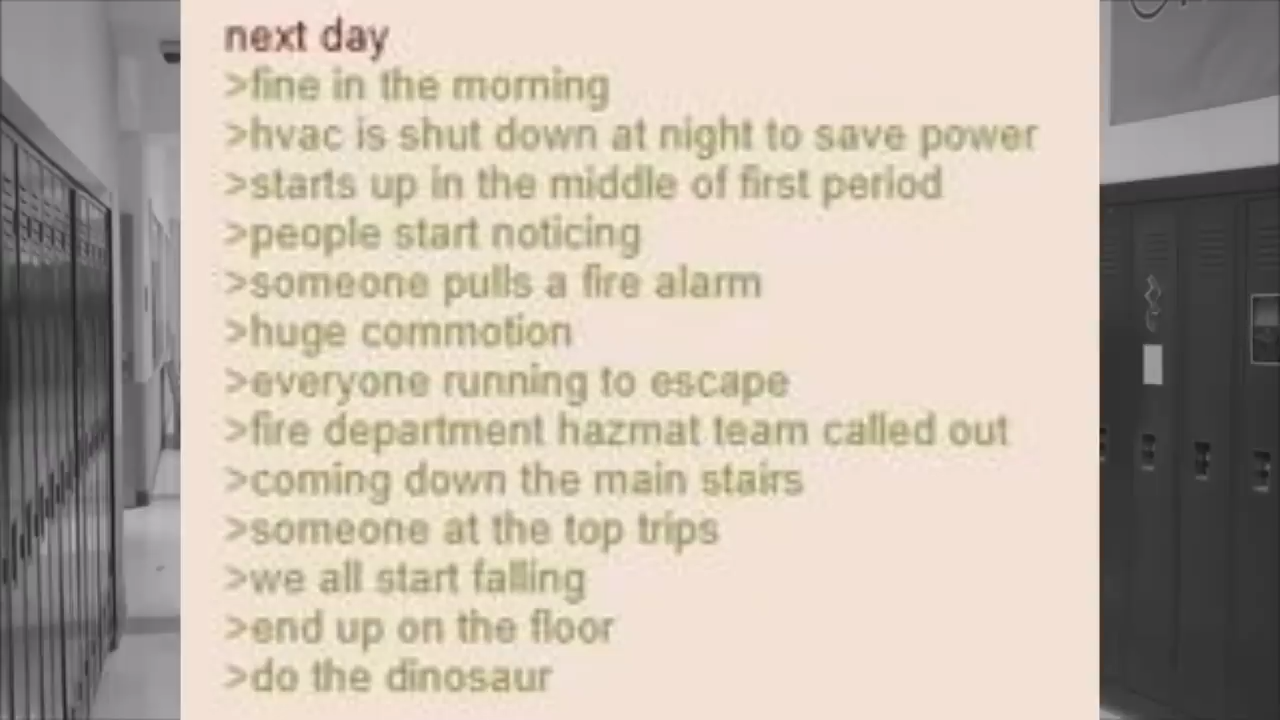 next day
>fine in the morning
>hvac is shut down at night to save power
>starts up in the middle of first period
>people start noticing
>someone pulls a fire alarm
>huge commotion
>everyone running to escape
>fire department hazmat team called out
>coming down the main stairs
>someone at the top trips
>we all start falling
>end up on the floor
>do the dinosaur